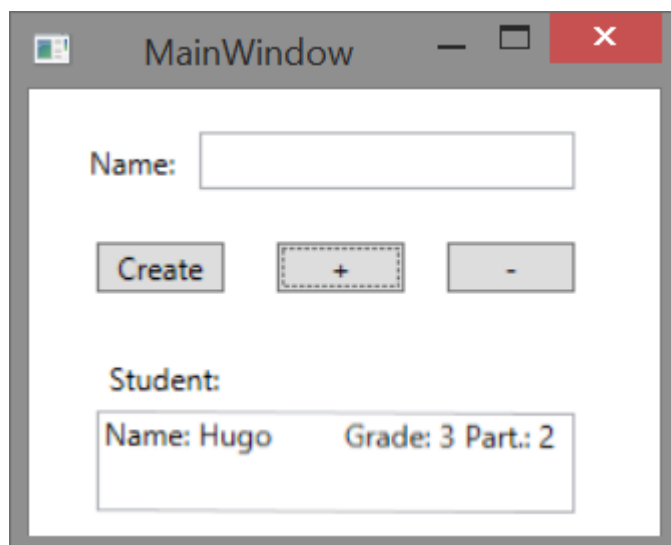 MainWindow
Name:
Create + -
Student:
Name: Hugo Grade: 3 Part.: 2